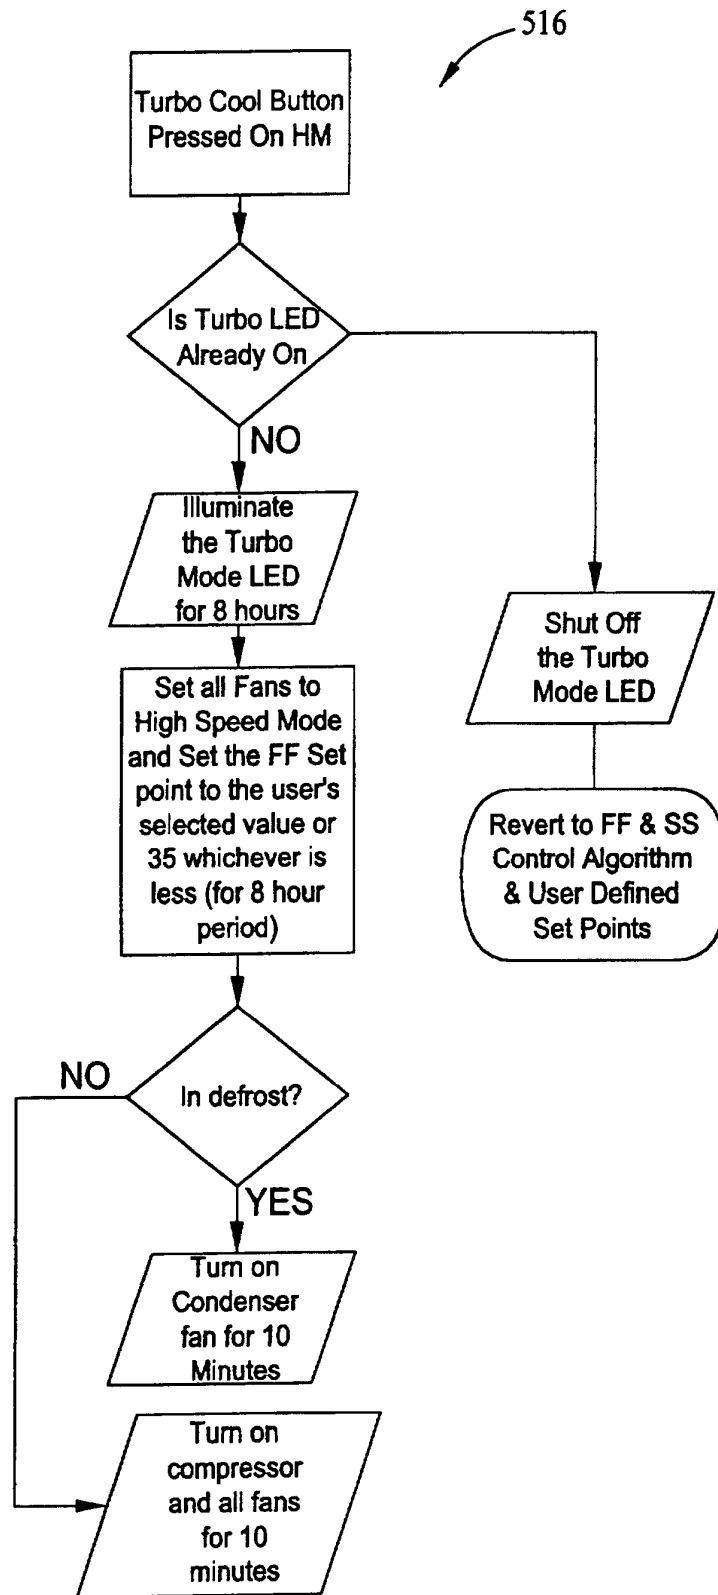 516
Turbo Cool Button
Pressed On HM
Is Turbo LED
Already On
NO
Illuminate
the Turbo
Mode LED
for 8 hours
Shut Off
the Turbo
Mode LED
Set all Fans to
High Speed Mode
and Set the FF Set
point to the user's
selected value or
35 whichever is
less (for 8 hour
period)
Revert to FF & SS
Control Algorithm
& User Defined
Set Points
In defrost?
NO
YES
Turn on
Condenser
fan for 10
Minutes
Turn on
compressor
and all fans
for 10
minutes